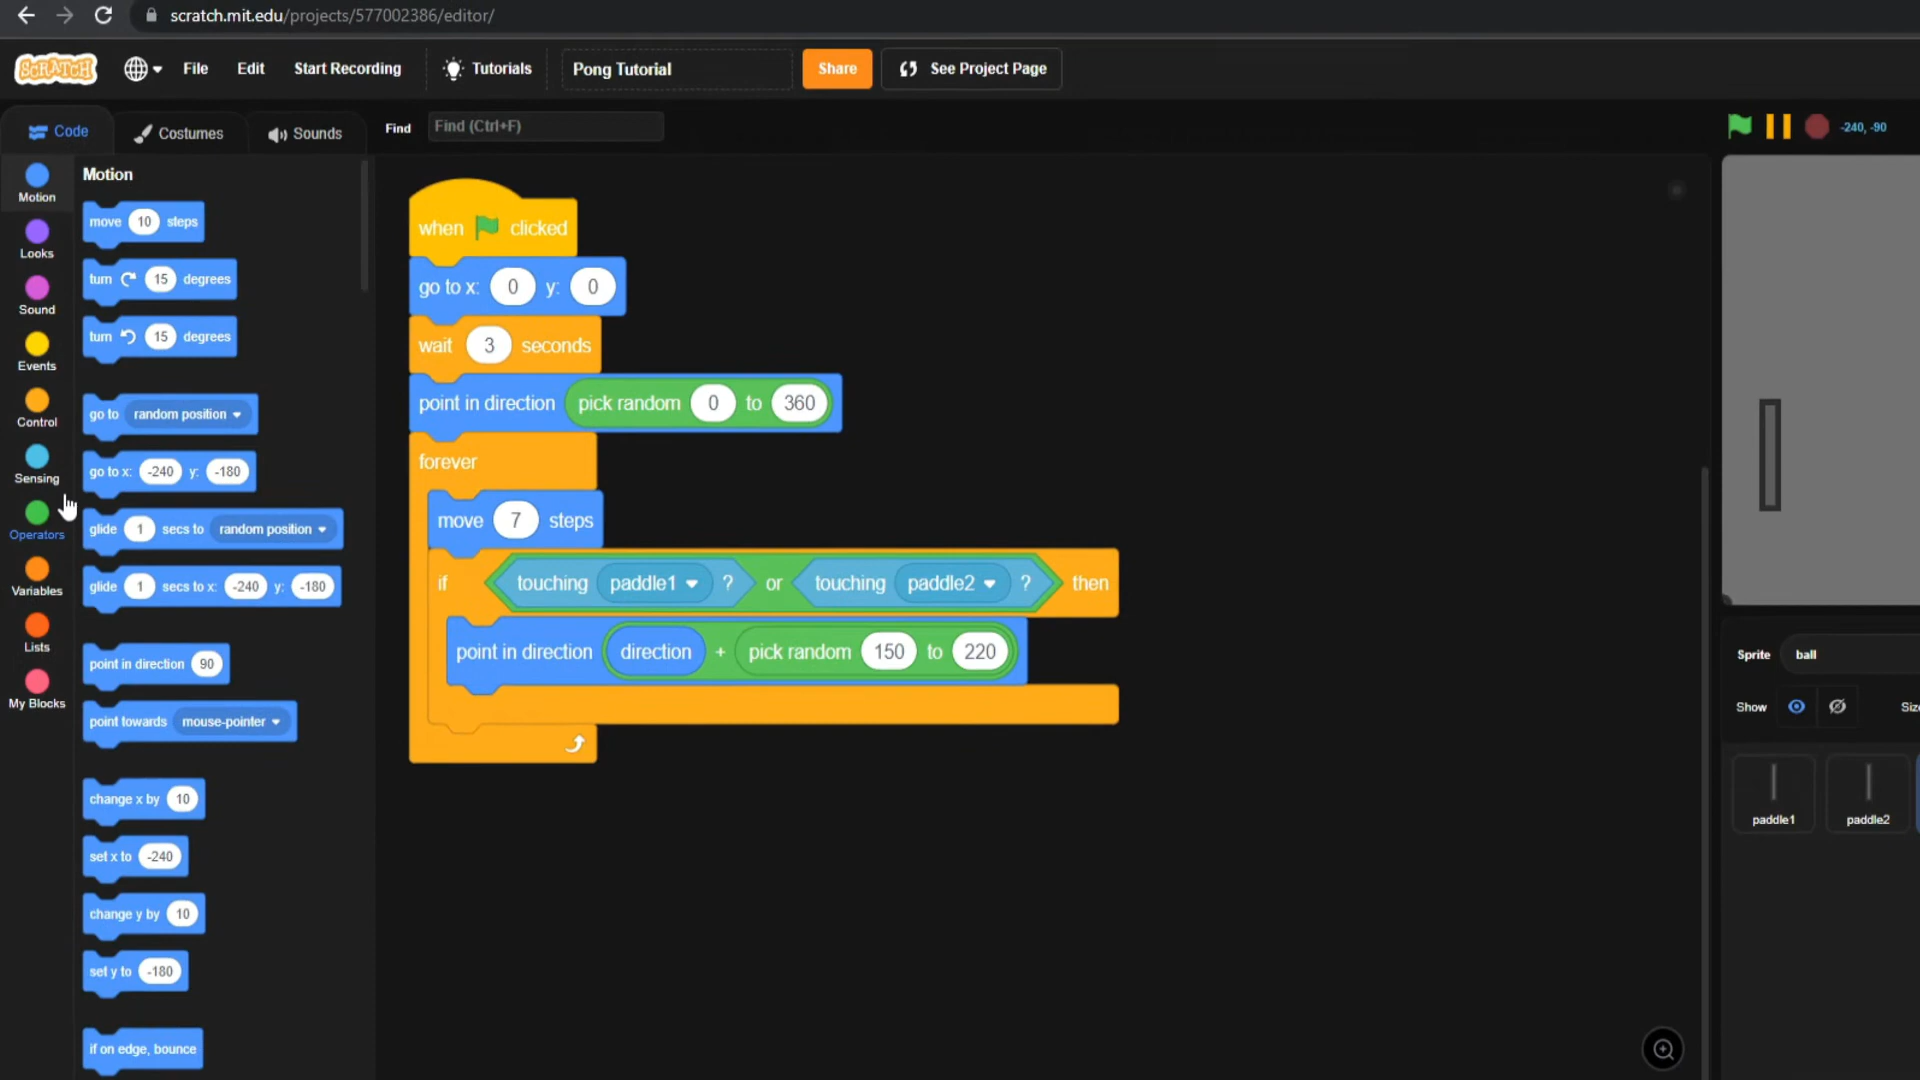 scratch.mit.edu/projects/577002386/editor/
SCRATCH File Edit Start Recording Tutorials Pong Tutorial Share See Project Page
Code Costumes Sounds Find Find (Ctrl+F) -240, -90
Motion
Looks
Sound
Events
Control
Sensing
Operators
Variables
Lists
My Blocks
Motion
move 10 steps
turn 15 degrees
turn 15 degrees
go to random position
go to x: -240 y: -180
glide 1 secs to random position
glide 1 secs to x: -240 y: -180
point in direction 90
point towards mouse-pointer
change x by 10
set x to -240
change y by 10
set y to -180
if on edge, bounce
when clicked
go to x: 0 y: 0
wait 3 seconds
point in direction pick random 0 to 360
forever
move 7 steps
if touching paddle1 ? or touching paddle2 ? then
point in direction direction + pick random 150 to 220
Sprite ball
Show Siz
paddle1 paddle2